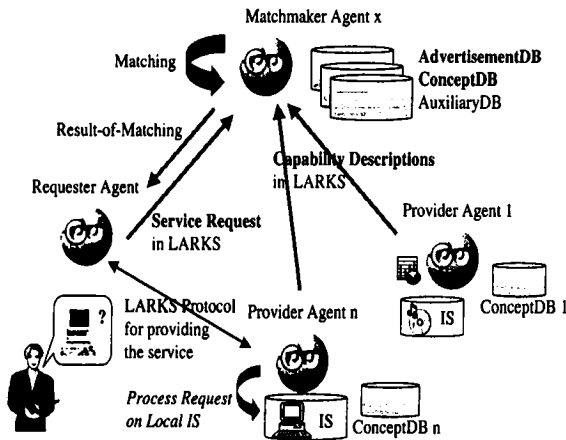 Matchmaker Agent x
Matching
AdvertisementDB
ConceptDB
AuxiliaryDB
Result-of-Matching
Capability Descriptions
in LARKS
Requester Agent
Service Request
in LARKS
Provider Agent 1
IS
ConceptDB 1
LARKS Protocol
for providing
the service
?
Provider Agent n
Process Request
on Local IS
IS
ConceptDB n